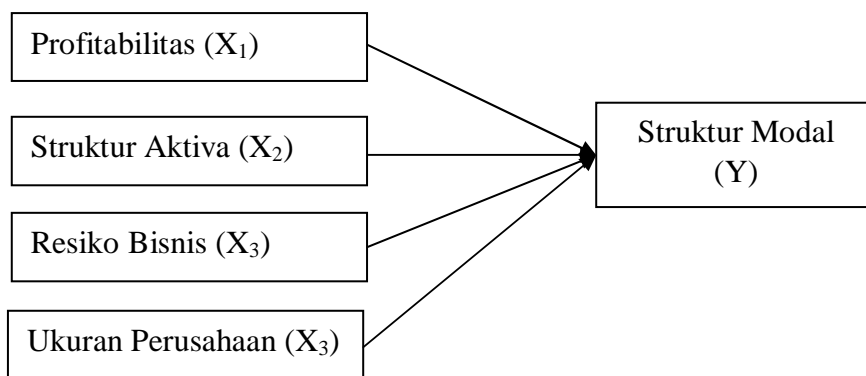 Profitabilitas (X₁)
Struktur Aktiva (X₂)
Struktur Modal
(Y)
Resiko Bisnis (X₃)
Ukuran Perusahaan (X₃)